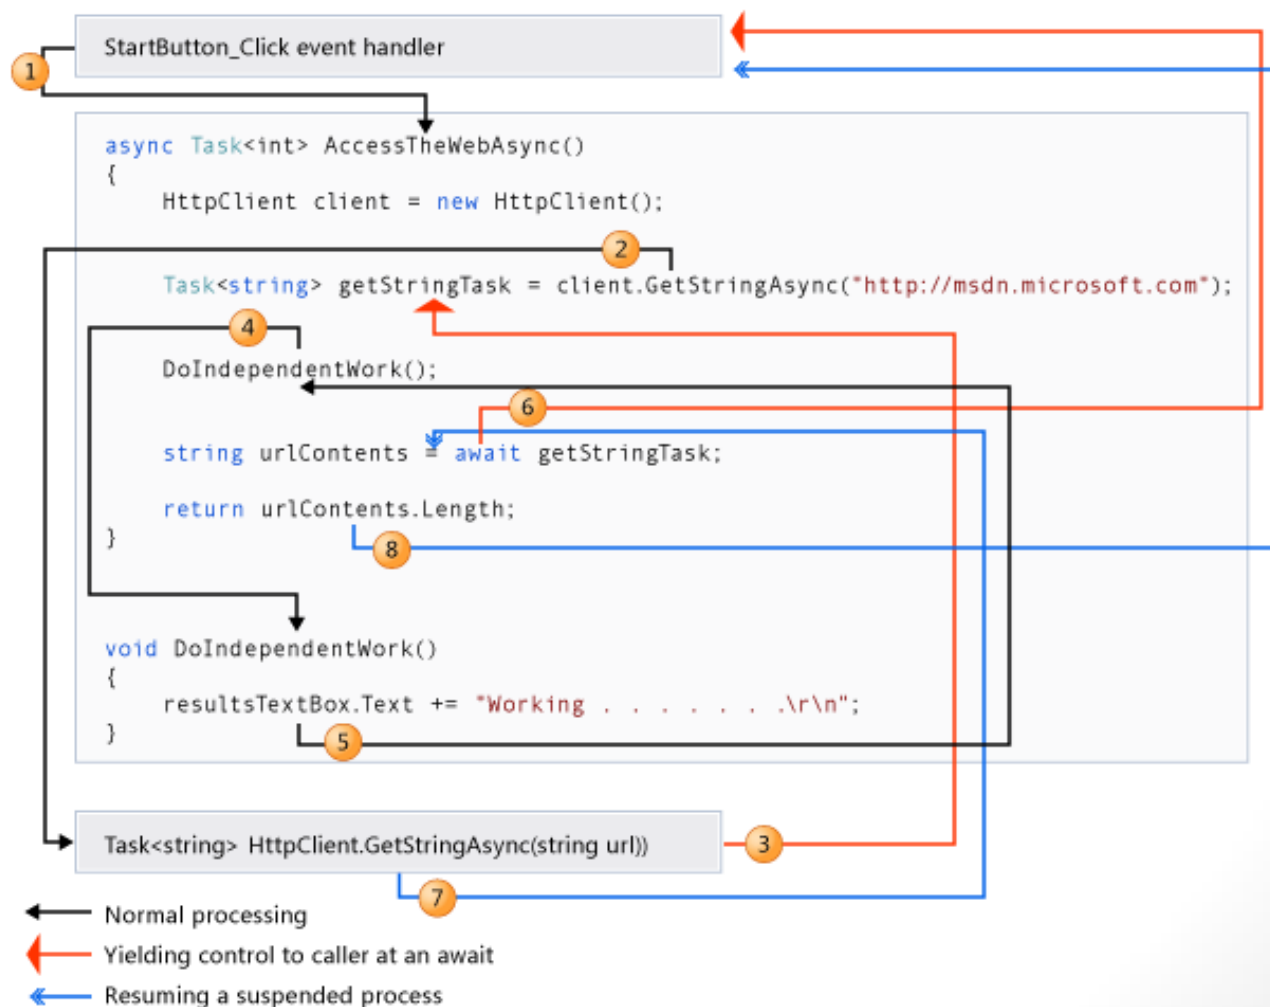 StartButton_Click event handler
1
async Task<int> AccessTheWebAsync()
{
HttpClient client = new HttpClient();
2
Task<string> getStringTask = client.GetStringAsync("http://msdn.microsoft.com");
4
DoIndependentWork();
6
string urlContents = await getStringTask;
return urlContents.Length;
}
8
void DoIndependentWork()
{
resultsTextBox.Text += "Working . . . . . . .\r\n";
}
5
Task<string> HttpClient.GetStringAsync(string url))
3
7
Normal processing
Yielding control to caller at an await
Resuming a suspended process